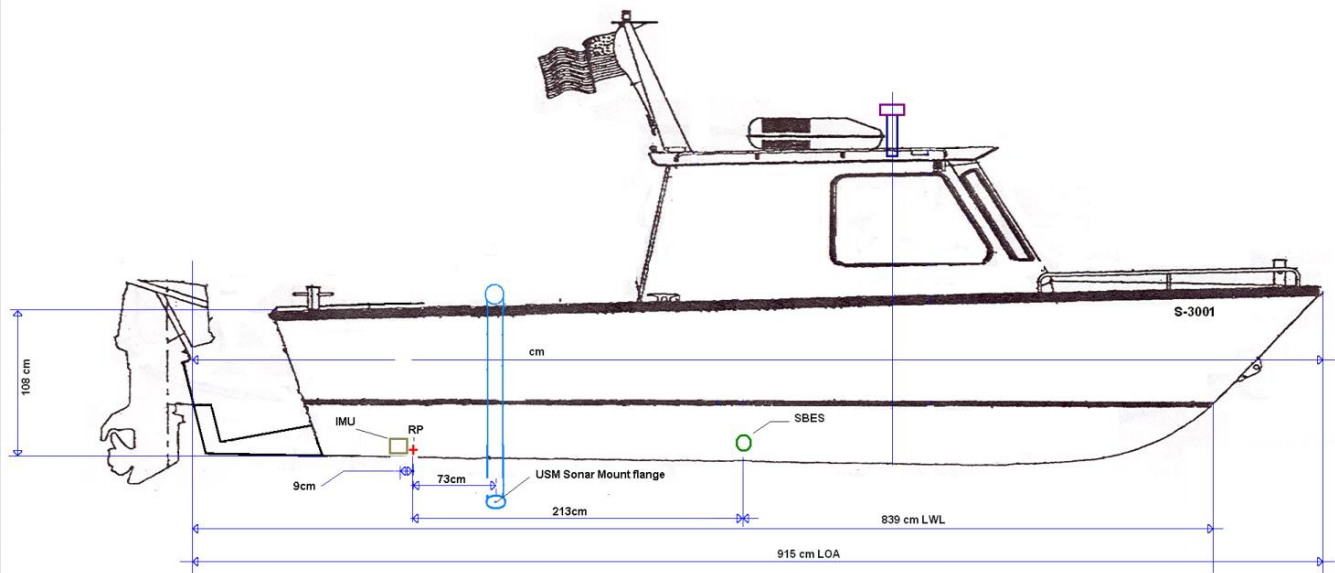 S-3001
cm
108 cm
IMU
RP
SBES
9cm
73cm
USM Sonar Mount flange
213cm
839 cm LWL
915 cm LOA